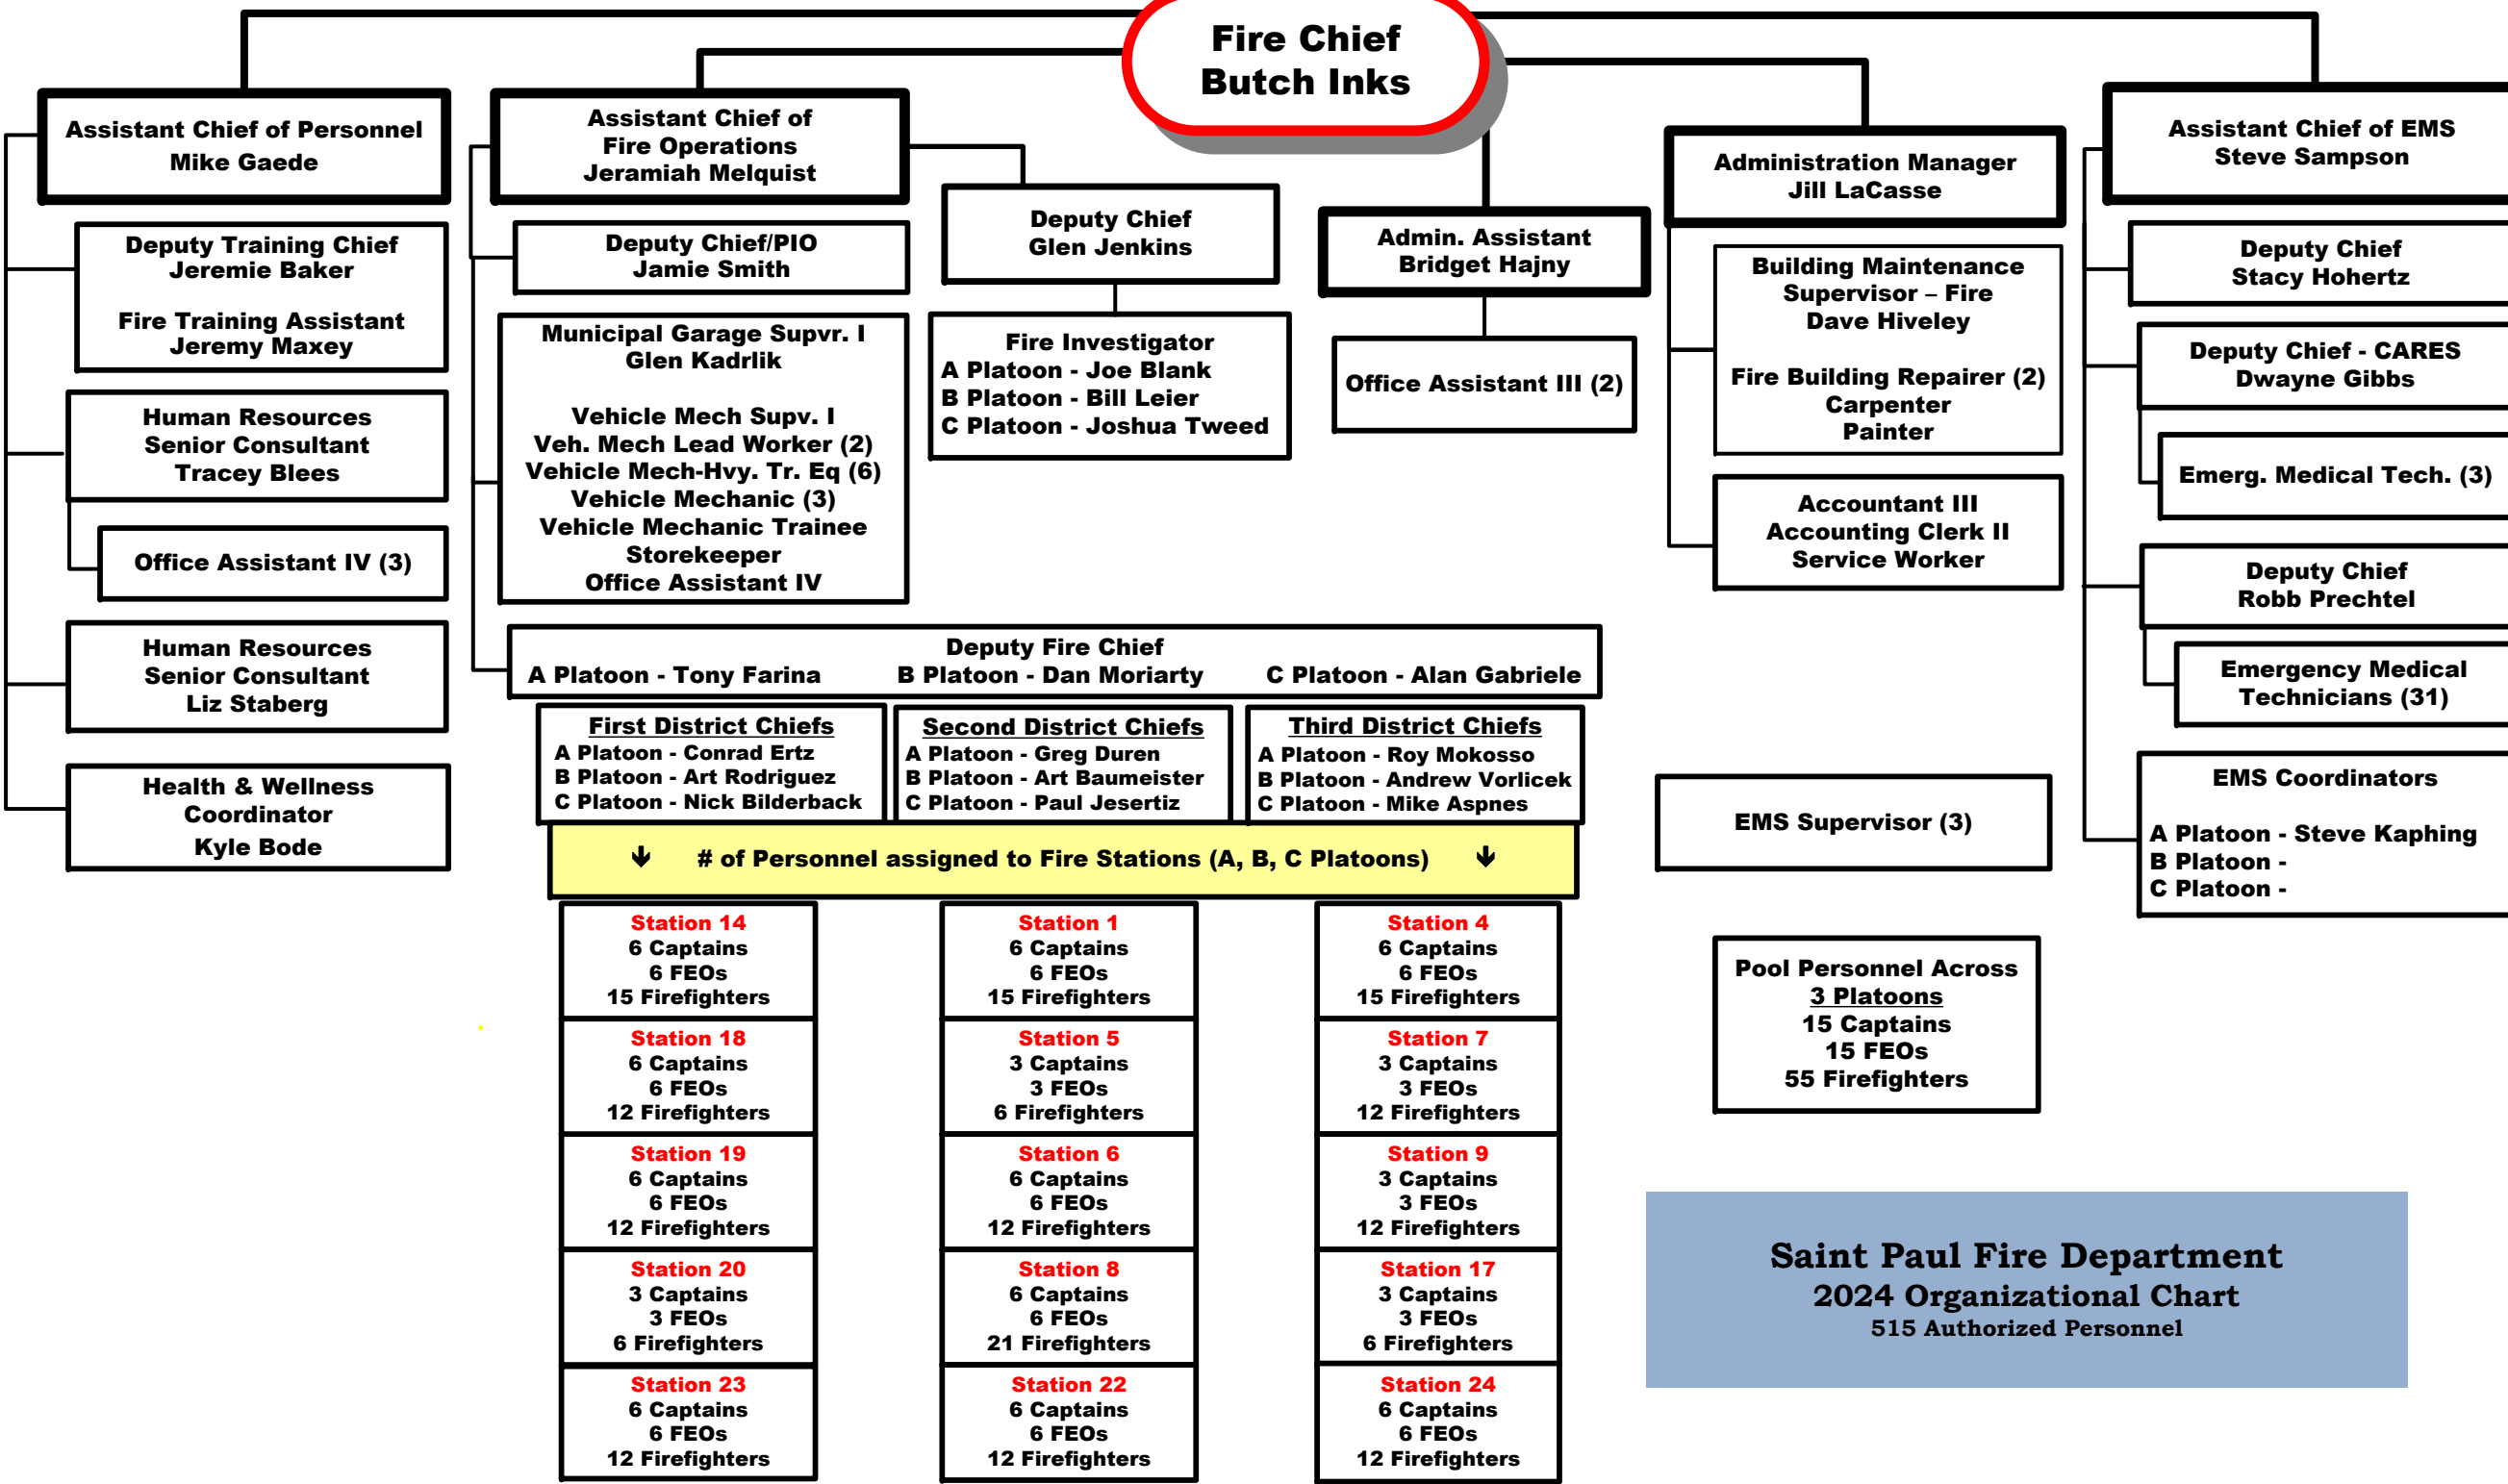 Fire Chief
Butch Inks
Assistant Chief of Personnel
Mike Gaede
Deputy Training Chief
Jeremie Baker
Fire Training Assistant
Jeremy Maxey
Human Resources
Senior Consultant
Tracey Blees
Office Assistant IV (3)
Human Resources
Senior Consultant
Liz Staberg
Health & Wellness
Coordinator
Kyle Bode
Assistant Chief of
Fire Operations
Jeramiah Melquist
Deputy Chief/PIO
Jamie Smith
Municipal Garage Supvr. I
Glen Kadrlik
Vehicle Mech Supv. I
Veh. Mech Lead Worker (2)
Vehicle Mech-Hvy. Tr. Eq (6)
Vehicle Mechanic (3)
Vehicle Mechanic Trainee
Storekeeper
Office Assistant IV
Deputy Chief
Glen Jenkins
Fire Investigator
A Platoon - Joe Blank
B Platoon - Bill Leier
C Platoon - Joshua Tweed
Admin. Assistant
Bridget Hajny
Office Assistant III (2)
Administration Manager
Jill LaCasse
Building Maintenance
Supervisor – Fire
Dave Hiveley
Fire Building Repairer (2)
Carpenter
Painter
Accountant III
Accounting Clerk II
Service Worker
Assistant Chief of EMS
Steve Sampson
Deputy Chief
Stacy Hohertz
Deputy Chief - CARES
Dwayne Gibbs
Emerg. Medical Tech. (3)
Deputy Chief
Robb Prechtel
Emergency Medical
Technicians (31)
EMS Coordinators
A Platoon - Steve Kaphing
B Platoon -
C Platoon -
Deputy Fire Chief
A Platoon - Tony Farina B Platoon - Dan Moriarty C Platoon - Alan Gabriele
First District Chiefs
A Platoon - Conrad Ertz
B Platoon - Art Rodriguez
C Platoon - Nick Bilderback
Second District Chiefs
A Platoon - Greg Duren
B Platoon - Art Baumeister
C Platoon - Paul Jesertiz
Third District Chiefs
A Platoon - Roy Mokosso
B Platoon - Andrew Vorlicek
C Platoon - Mike Aspnes
🡫 # of Personnel assigned to Fire Stations (A, B, C Platoons) 🡫
Station 14
6 Captains
6 FEOs
15 Firefighters
Station 18
6 Captains
6 FEOs
12 Firefighters
Station 19
6 Captains
6 FEOs
12 Firefighters
Station 20
3 Captains
3 FEOs
6 Firefighters
Station 23
6 Captains
6 FEOs
12 Firefighters
Station 1
6 Captains
6 FEOs
15 Firefighters
Station 5
3 Captains
3 FEOs
6 Firefighters
Station 6
6 Captains
6 FEOs
12 Firefighters
Station 8
6 Captains
6 FEOs
21 Firefighters
Station 22
6 Captains
6 FEOs
12 Firefighters
Station 4
6 Captains
6 FEOs
15 Firefighters
Station 7
3 Captains
3 FEOs
12 Firefighters
Station 9
3 Captains
3 FEOs
12 Firefighters
Station 17
3 Captains
3 FEOs
6 Firefighters
Station 24
6 Captains
6 FEOs
12 Firefighters
EMS Supervisor (3)
Pool Personnel Across
3 Platoons
15 Captains
15 FEOs
55 Firefighters
Saint Paul Fire Department
2024 Organizational Chart
515 Authorized Personnel